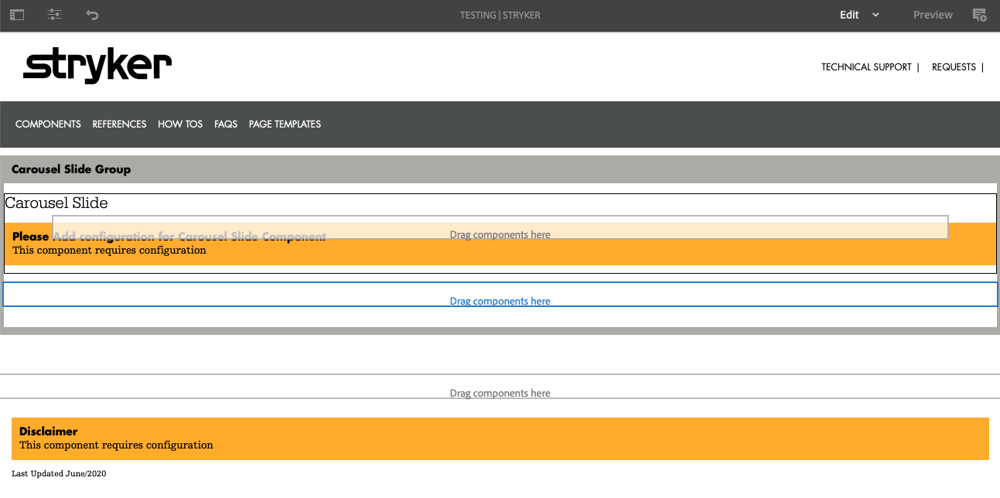 TESTING | STRYKER
Edit
Preview
stryker
TECHNICAL SUPPORT |
REQUESTS |
COMPONENTS
REFERENCES
HOW TOS
FAQS
PAGE TEMPLATES
Carousel Slide Group
Carousel Slide
Please Add configuration for Carousel Slide Component
Drag components here
This component requires configuration
Drag components here
Drag components here
Disclaimer
This component requires configuration
Last Updated June/2020